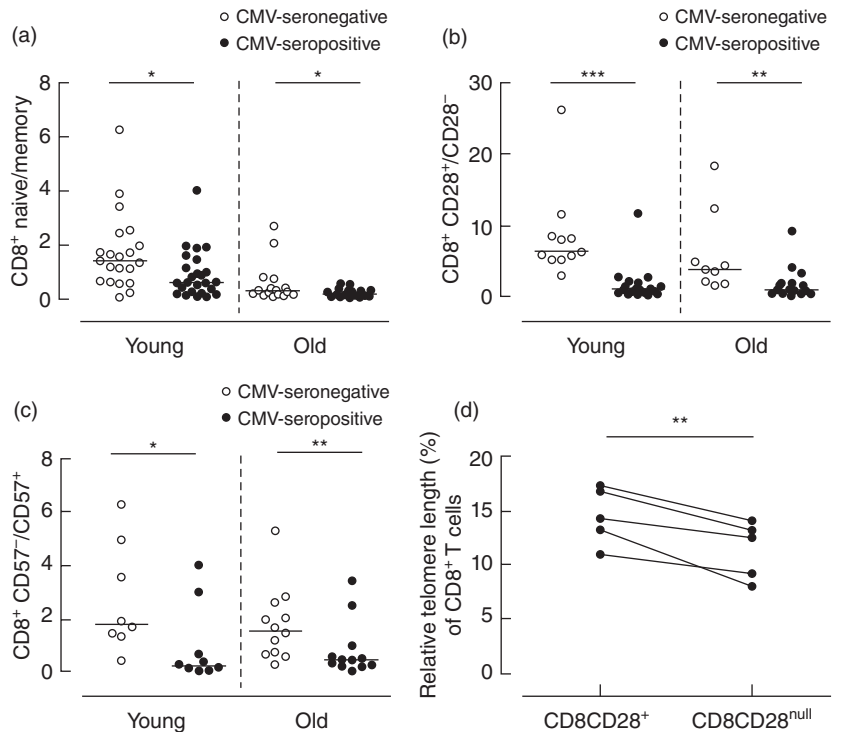 (a)
CMV-seronegative
CMV-seropositive
CD8⁺ naive/memory
8
6
4
2
0
*
*
Young
Old
(b)
CMV-seronegative
CMV-seropositive
CD8⁺ CD28⁺/CD28⁻
30
20
10
0
***
**
Young
Old
(c)
CMV-seronegative
CMV-seropositive
CD8⁺ CD57⁻/CD57⁺
8
6
4
2
0
*
**
Young
Old
(d)
Relative telomere length (%)
of CD8⁺ T cells
20
15
10
5
0
**
CD8CD28⁺
CD8CD28ⁿᵘˡˡ